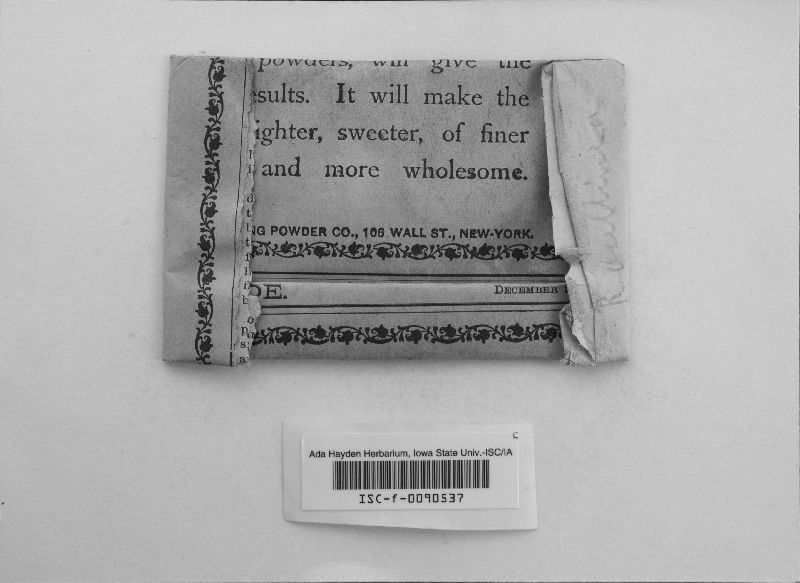 powders, will give the
sults. It will make the
ighter, sweeter, of finer
and more wholesome.
NG POWDER CO., 106 WALL ST., NEW-YORK.
DE.
DECEMBER
Ada Hayden Herbarium, Iowa State Univ.-ISC/IA
ISC-f-0090537